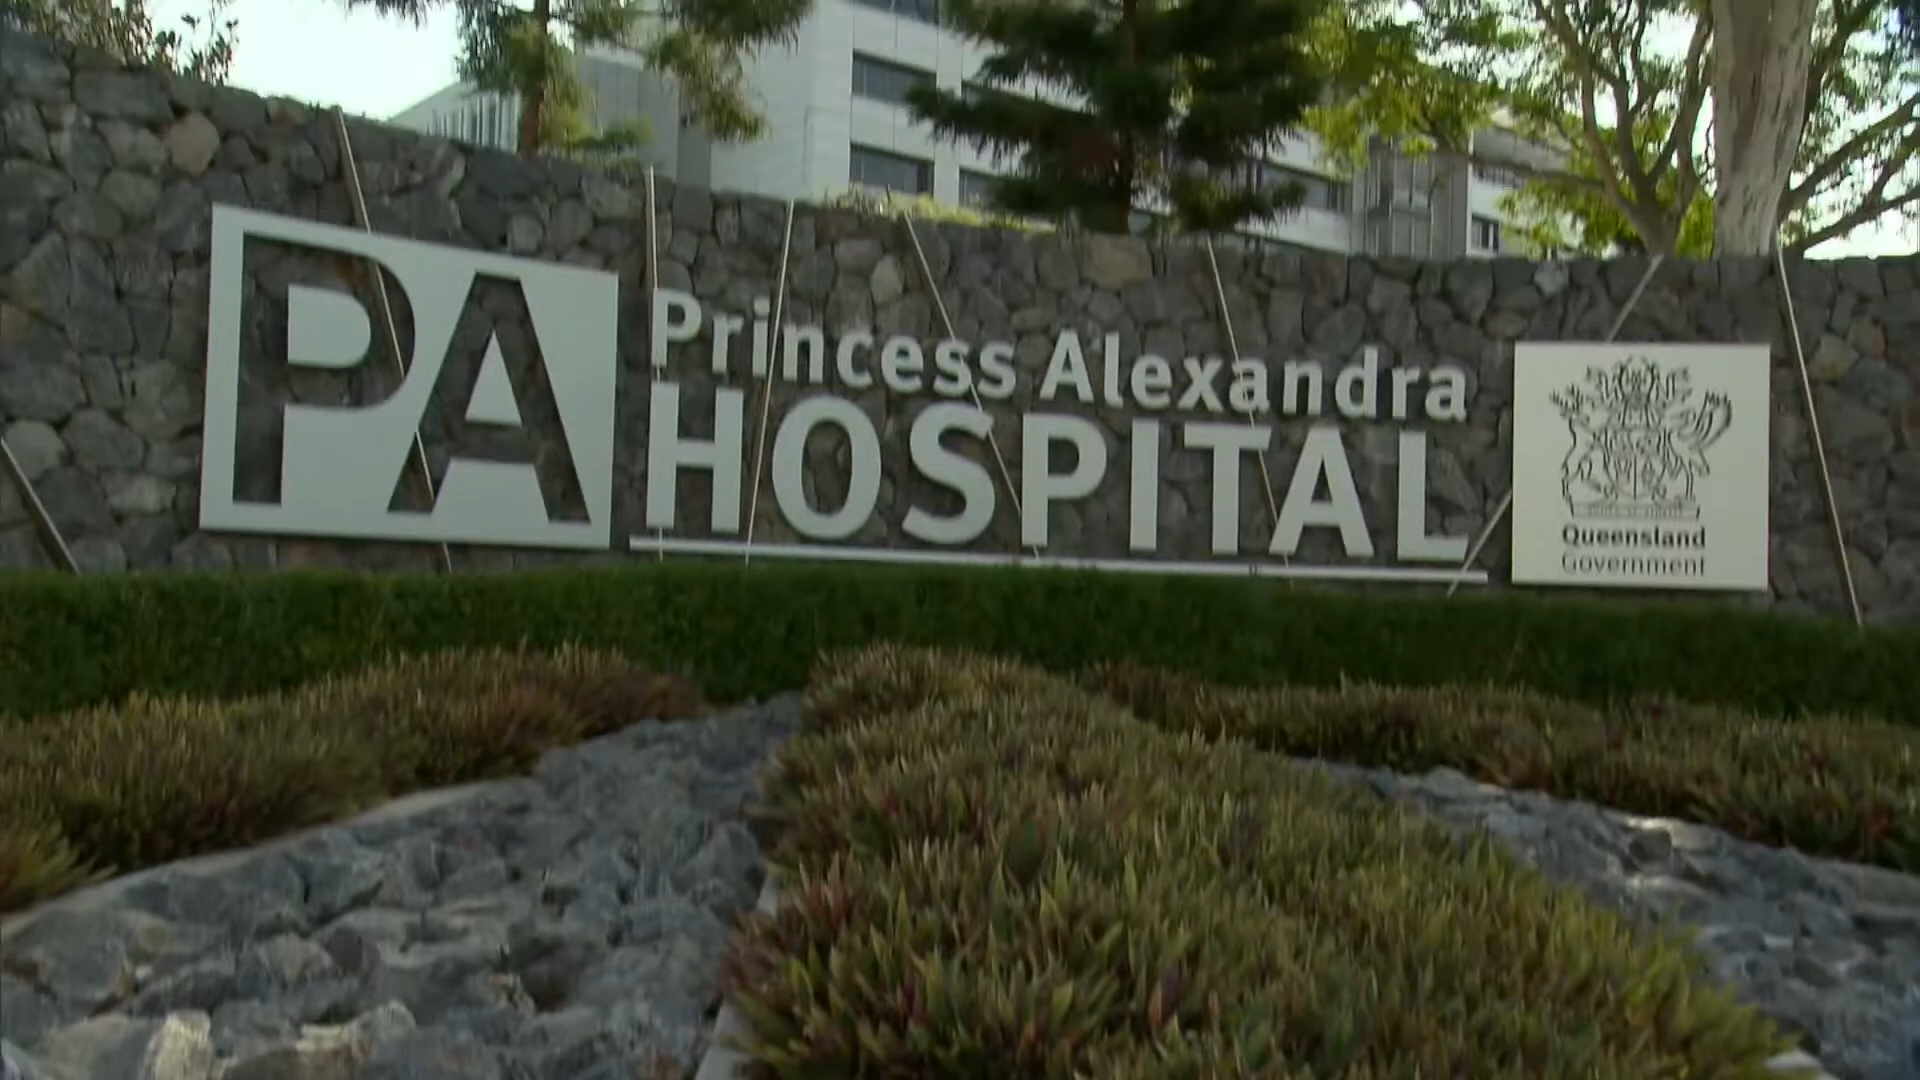 PA
Princess Alexandra
HOSPITAL
Queensland
Government